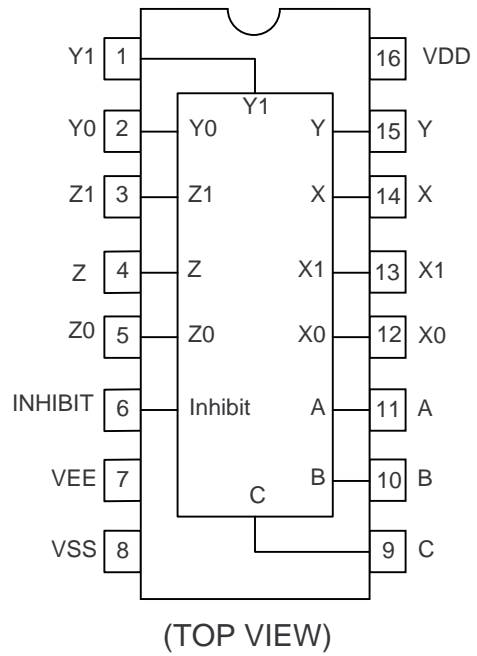 Y1 1 16 VDD
Y1
Y0 2 Y0 Y 15 Y
Z1 3 Z1 X 14 X
Z 4 Z X1 13 X1
Z0 5 Z0 X0 12 X0
INHIBIT 6 Inhibit A 11 A
VEE 7 B 10 B
C
VSS 8 9 C
(TOP VIEW)